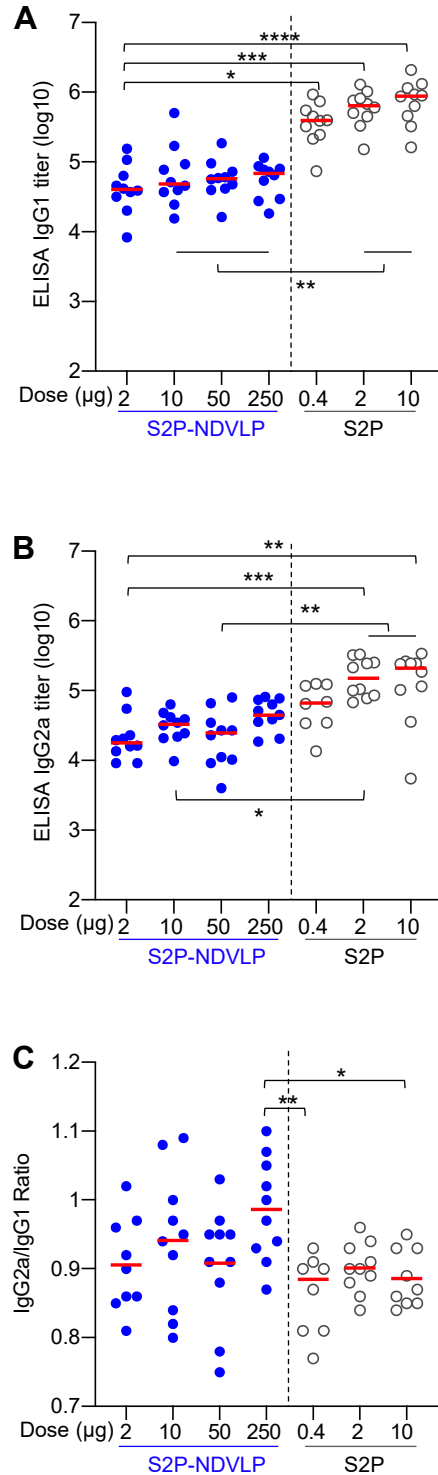 A
7
****
***
*
6
5
4
**
3
2
ELISA IgG1 titer (log10)
Dose (µg) 2 10 50 250 0.4 2 10
S2P-NDVLP S2P
B
7
**
***
**
6
5
4
*
3
2
ELISA IgG2a titer (log10)
Dose (µg) 2 10 50 250 0.4 2 10
S2P-NDVLP S2P
C
1.2
*
**
1.1
1
0.9
0.8
0.7
IgG2a/IgG1 Ratio
Dose (µg) 2 10 50 250 0.4 2 10
S2P-NDVLP S2P